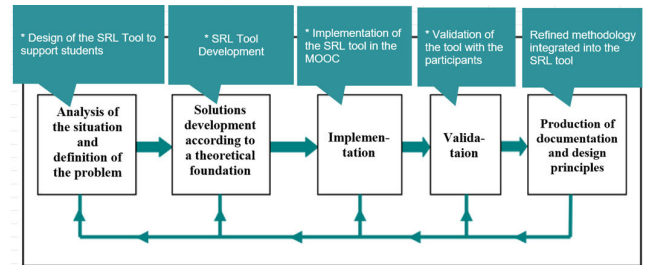 * Design of the SRL Tool to
support students
* SRL Tool
Development
* Implementation of
the SRL tool in the
MOOC
* Validation of
the tool with the
participants
Refined methodology
integrated into the
SRL tool
Analysis of
the situation
and
definition of
the problem
Solutions
development
according to
a theoretical
foundation
Implemen-
tation
Valida-
taion
Production of
documentation
and design
principles